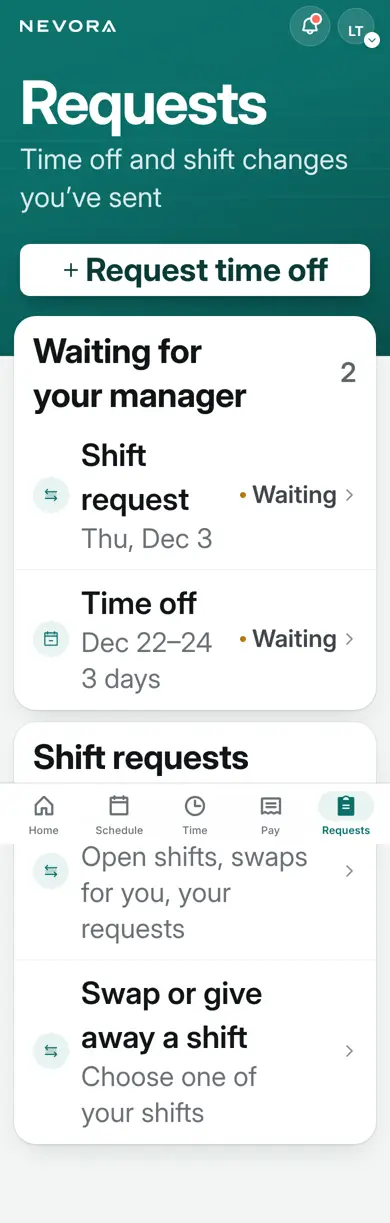 NEVORA
LT
Requests
Time off and shift changes
you’ve sent
+ Request time off
Waiting for
your manager
2
Shift
request
Thu, Dec 3
• Waiting
Time off
Dec 22–24
3 days
• Waiting
Shift requests
Home
Schedule
Time
Pay
Requests
Open shifts, swaps
for you, your
requests
Swap or give
away a shift
Choose one of
your shifts